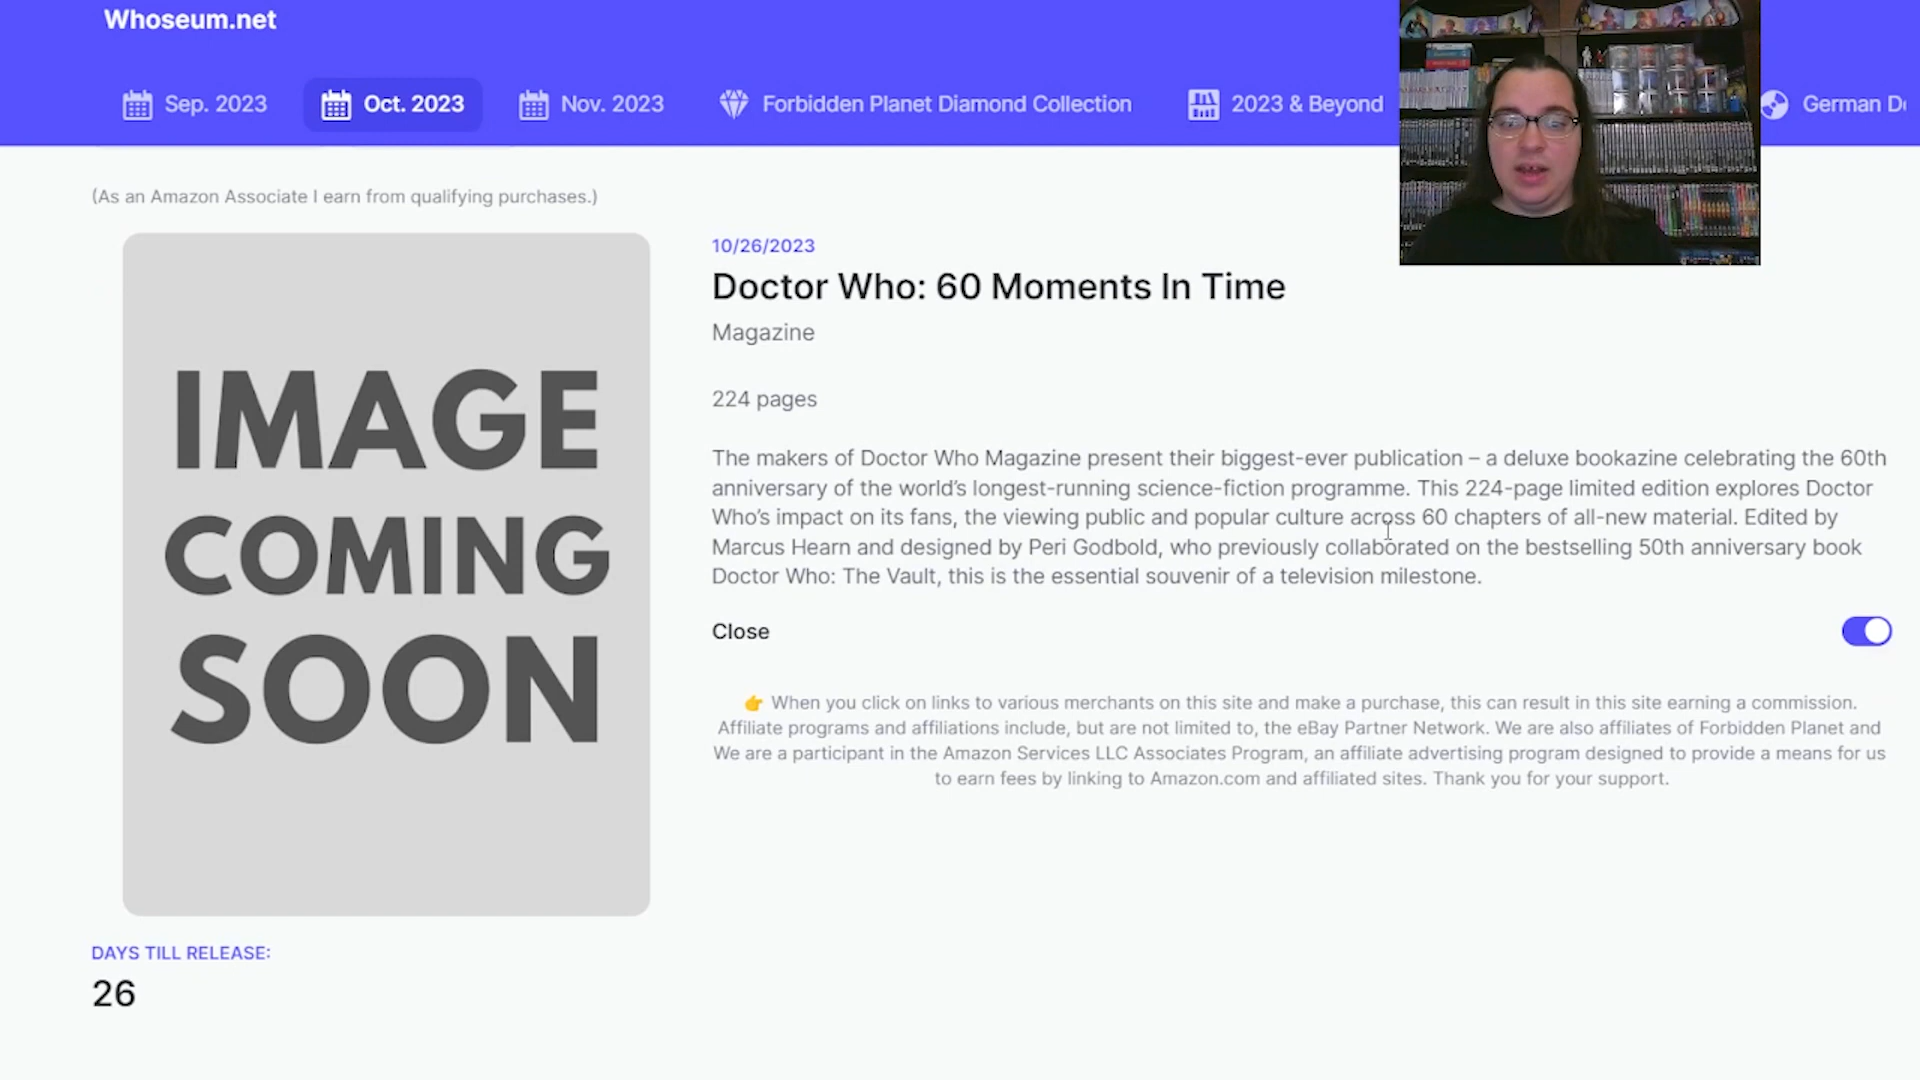 Whoseum.net
Sep. 2023
Oct. 2023
Nov. 2023
Forbidden Planet Diamond Collection
2023 & Beyond
German D
(As an Amazon Associate I earn from qualifying purchases.)
IMAGE
COMING
SOON
10/26/2023
Doctor Who: 60 Moments In Time
Magazine
224 pages
The makers of Doctor Who Magazine present their biggest-ever publication – a deluxe bookazine celebrating the 60th
anniversary of the world’s longest-running science-fiction programme. This 224-page limited edition explores Doctor
Who’s impact on its fans, the viewing public and popular culture across 60 chapters of all-new material. Edited by
Marcus Hearn and designed by Peri Godbold, who previously collaborated on the bestselling 50th anniversary book
Doctor Who: The Vault, this is the essential souvenir of a television milestone.
Close
👉 When you click on links to various merchants on this site and make a purchase, this can result in this site earning a commission.
Affiliate programs and affiliations include, but are not limited to, the eBay Partner Network. We are also affiliates of Forbidden Planet and
We are a participant in the Amazon Services LLC Associates Program, an affiliate advertising program designed to provide a means for us
to earn fees by linking to Amazon.com and affiliated sites. Thank you for your support.
DAYS TILL RELEASE:
26